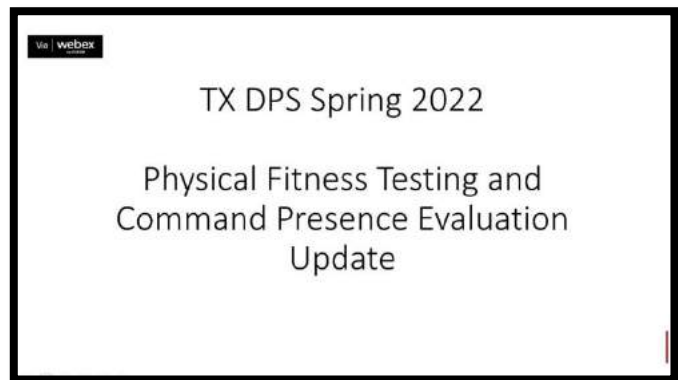 Via webex
TX DPS Spring 2022
Physical Fitness Testing and
Command Presence Evaluation
Update